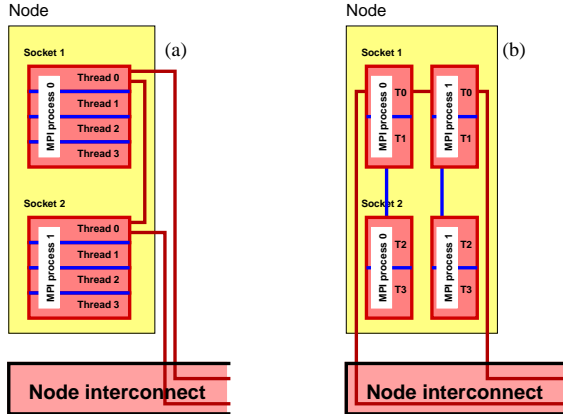 Node
(a)
Socket 1
MPI process 0
Thread 0
Thread 1
Thread 2
Thread 3
Socket 2
MPI process 1
Thread 0
Thread 1
Thread 2
Thread 3
Node interconnect
Node
(b)
Socket 1
MPI process 0
T0
T1
MPI process 1
T0
T1
Socket 2
MPI process 0
T2
T3
MPI process 1
T2
T3
Node interconnect